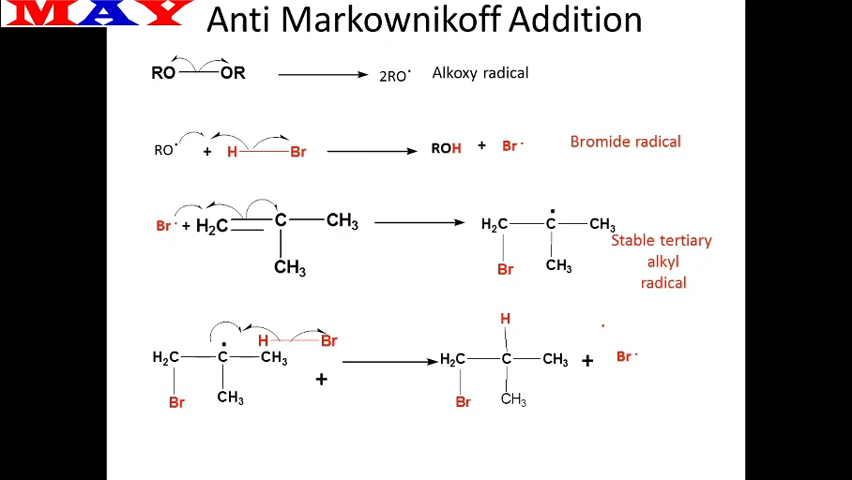 MAY
Anti Markownikoff Addition
RO OR 2RO• Alkoxy radical
RO• + H Br ROH + Br• Bromide radical
Br• + H₂C C CH₃ H₂C C• CH₃
CH₃ Br CH₃
Stable tertiary
alkyl
radical
H Br H
H₂C C• CH₃ + H₂C C CH₃ + Br•
Br CH₃ Br CH₃